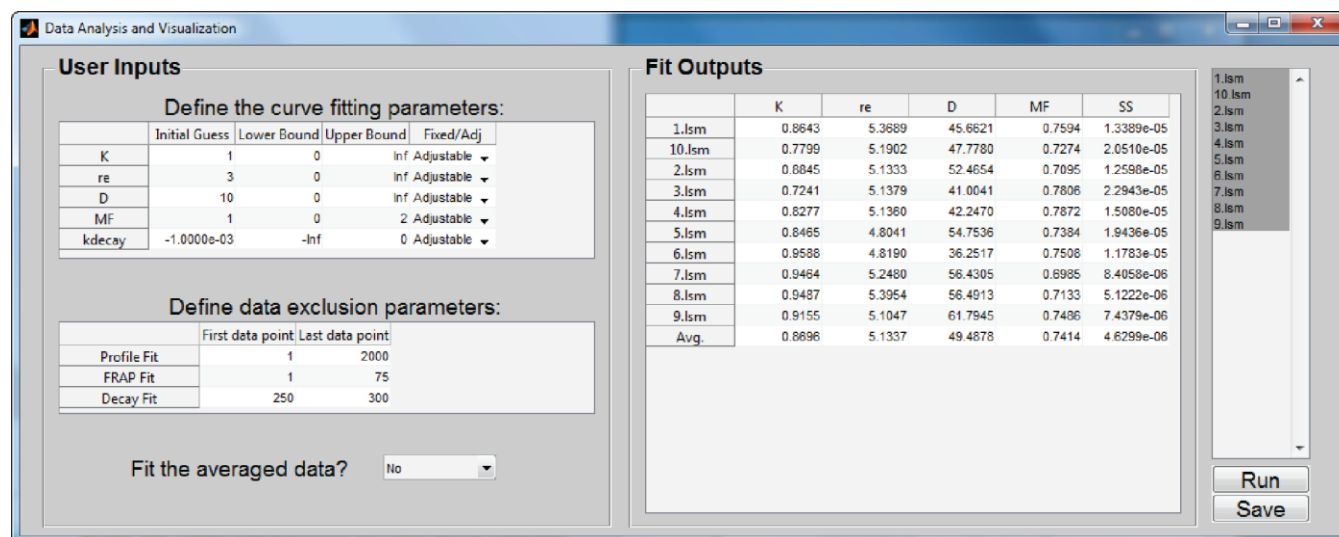 Data Analysis and Visualization
User Inputs
Define the curve fitting parameters:
Initial Guess Lower Bound Upper Bound Fixed/Adj
K 1 0 Inf Adjustable
re 3 0 Inf Adjustable
D 10 0 Inf Adjustable
MF 1 0 2 Adjustable
kdecay -1.0000e-03 -Inf 0 Adjustable
Define data exclusion parameters:
First data point Last data point
Profile Fit 1 2000
FRAP Fit 1 75
Decay Fit 250 300
Fit the averaged data? No
Fit Outputs
K re D MF SS
1.lsm 0.8643 5.3689 45.6621 0.7594 1.3389e-05
10.lsm 0.7799 5.1902 47.7780 0.7274 2.0510e-05
2.lsm 0.8845 5.1333 52.4654 0.7095 1.2598e-05
3.lsm 0.7241 5.1379 41.0041 0.7806 2.2943e-05
4.lsm 0.8277 5.1360 42.2470 0.7872 1.5080e-05
5.lsm 0.8465 4.8041 54.7536 0.7384 1.9436e-05
6.lsm 0.9588 4.8190 36.2517 0.7508 1.1783e-05
7.lsm 0.9464 5.2480 56.4305 0.6985 8.4058e-06
8.lsm 0.9487 5.3954 56.4913 0.7133 5.1222e-06
9.lsm 0.9155 5.1047 61.7945 0.7486 7.4379e-06
Avg. 0.8696 5.1337 49.4878 0.7414 4.6299e-06
1.lsm
10.lsm
2.lsm
3.lsm
4.lsm
5.lsm
6.lsm
7.lsm
8.lsm
9.lsm
Run
Save